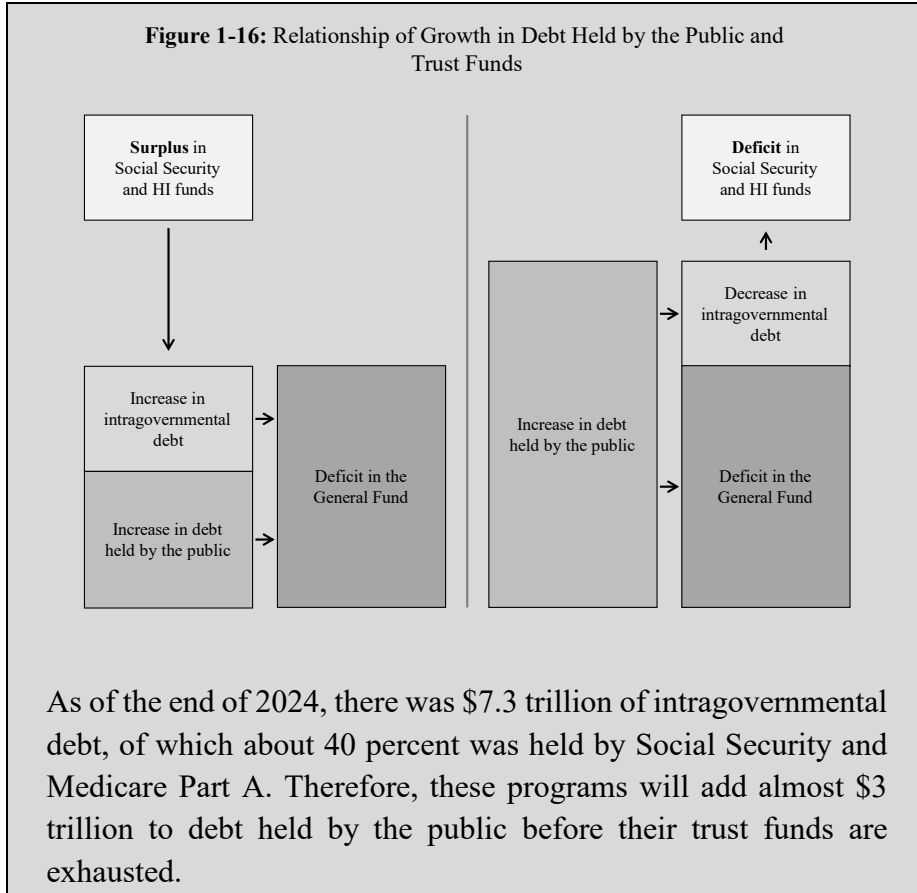 Figure 1-16: Relationship of Growth in Debt Held by the Public and
Trust Funds
Surplus in
Social Security
and HI funds
Increase in
intragovernmental
debt
Increase in debt
held by the public
Deficit in the
General Fund
Deficit in
Social Security
and HI funds
Increase in debt
held by the public
Decrease in
intragovernmental
debt
Deficit in the
General Fund
As of the end of 2024, there was $7.3 trillion of intragovernmental
debt, of which about 40 percent was held by Social Security and
Medicare Part A. Therefore, these programs will add almost $3
trillion to debt held by the public before their trust funds are
exhausted.